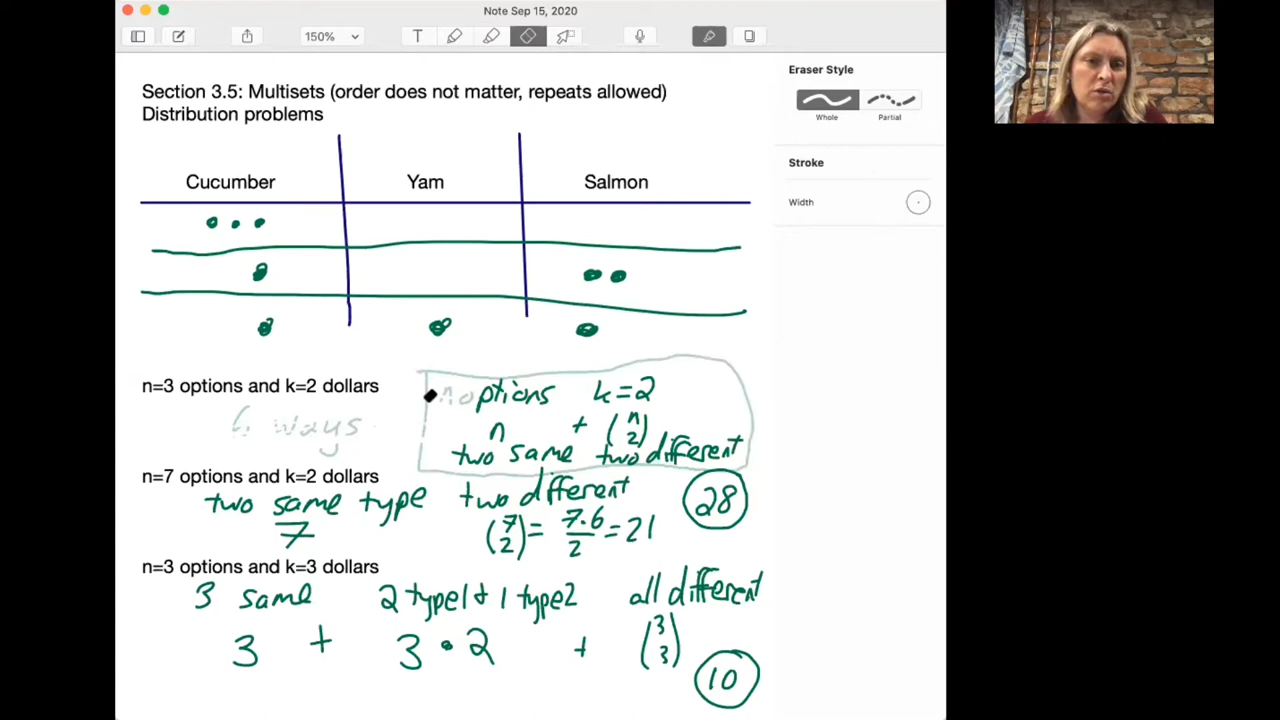 Note Sep 15, 2020
150%
T
Eraser Style
Whole
Partial
Stroke
Width
Section 3.5: Multisets (order does not matter, repeats allowed)
Distribution problems
Cucumber Yam Salmon
n=3 options and k=2 dollars
6 ways
n options k=2
n + (n 2)
two same two different
n=7 options and k=2 dollars
two same type two different 28
7 (7 2) = 7·6/2 = 21
n=3 options and k=3 dollars
3 same 2 type1 + 1 type2 all different
3 + 3·2 + (3 3)
10